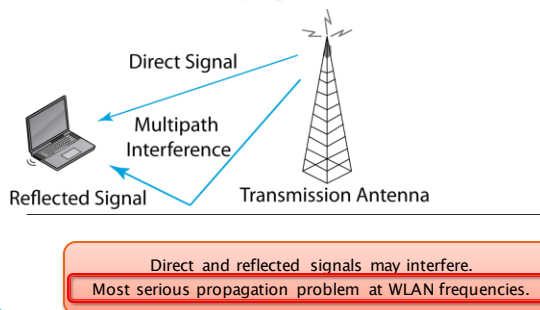 Direct Signal
Multipath
Interference
Reflected Signal
Transmission Antenna
Direct and reflected signals may interfere.
Most serious propagation problem at WLAN frequencies.